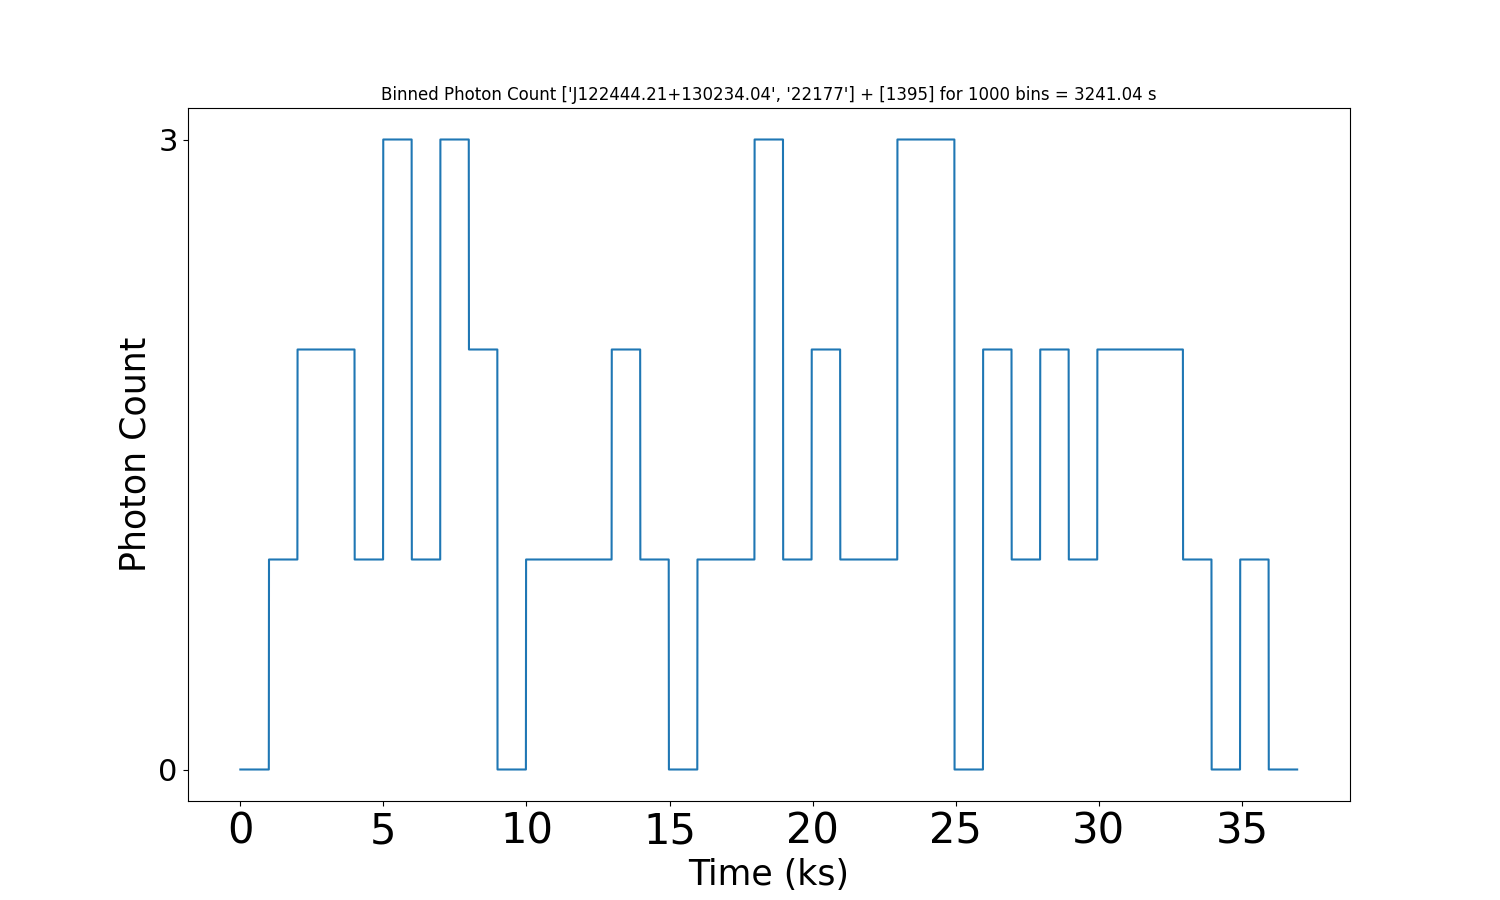 Binned Photon Count ['J122444.21+130234.04', '22177'] + [1395] for 1000 bins = 3241.04 s
3
Photon Count
0
0 5 10 15 20 25 30 35
Time (ks)